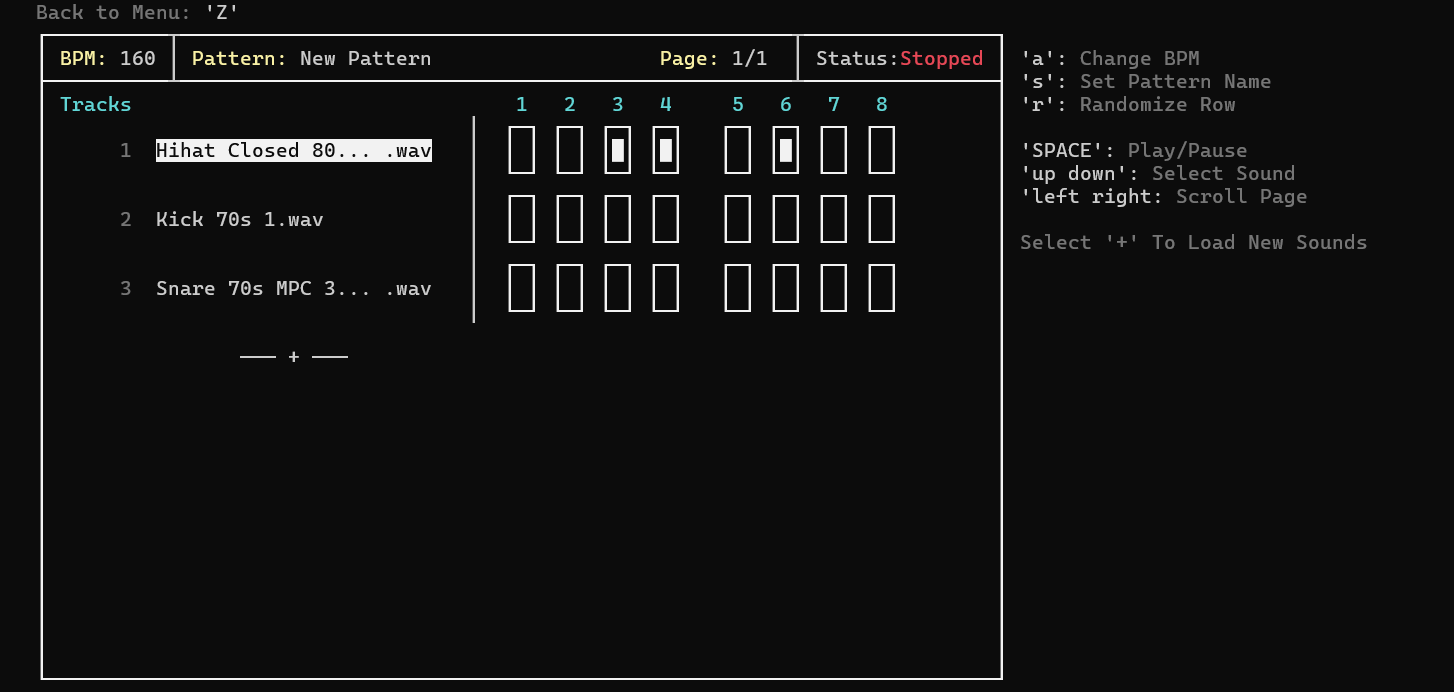 Back to Menu: 'Z'
BPM: 160 Pattern: New Pattern Page: 1/1 Status:Stopped
Tracks 1 2 3 4 5 6 7 8
1 Hihat Closed 80... .wav
2 Kick 70s 1.wav
3 Snare 70s MPC 3... .wav
+
'a': Change BPM
's': Set Pattern Name
'r': Randomize Row
'SPACE': Play/Pause
'up down': Select Sound
'left right: Scroll Page
Select '+' To Load New Sounds